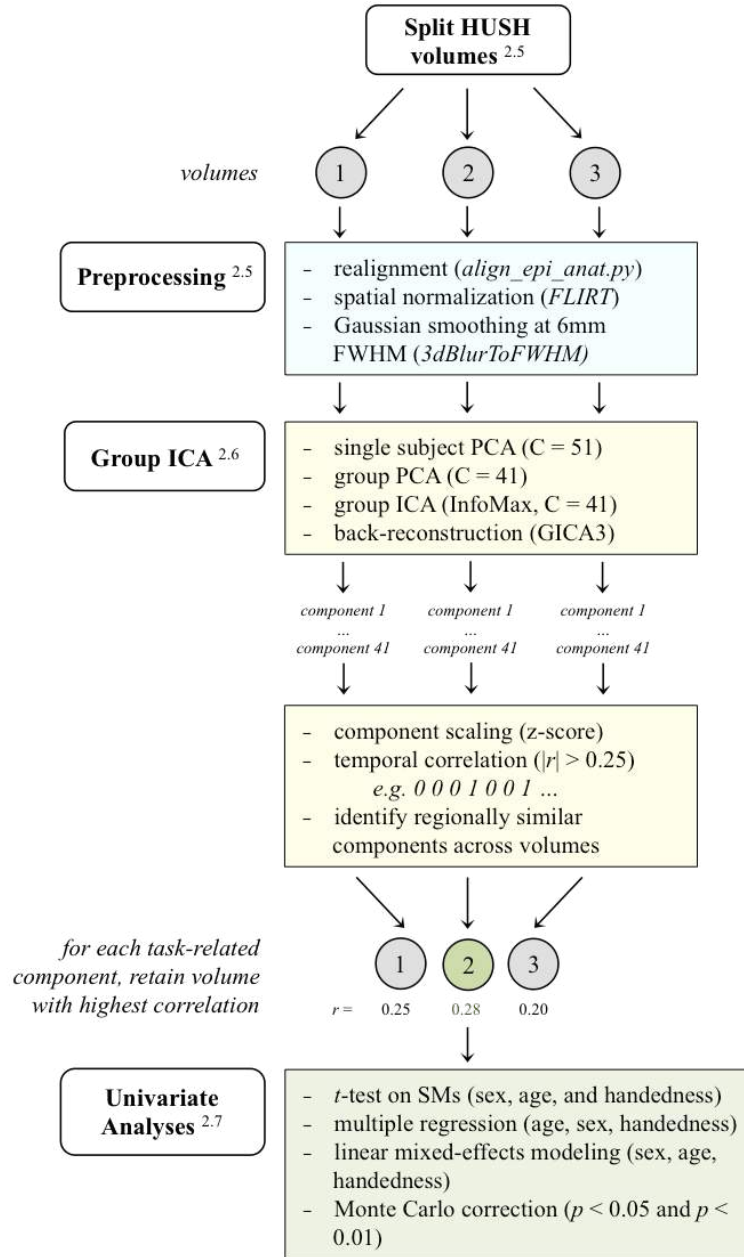 Split HUSH
volumes 2.5
volumes 1 2 3
Preprocessing 2.5
- realignment (align_epi_anat.py)
- spatial normalization (FLIRT)
- Gaussian smoothing at 6mm
FWHM (3dBlurToFWHM)
Group ICA 2.6
- single subject PCA (C = 51)
- group PCA (C = 41)
- group ICA (InfoMax, C = 41)
- back-reconstruction (GICA3)
component 1 component 1 component 1
... ... ...
component 41 component 41 component 41
- component scaling (z-score)
- temporal correlation (|r| > 0.25)
e.g. 0 0 0 1 0 0 1 ...
- identify regionally similar
components across volumes
for each task-related
component, retain volume
with highest correlation
1 2 3
r = 0.25 0.28 0.20
Univariate
Analyses 2.7
- t-test on SMs (sex, age, and handedness)
- multiple regression (age, sex, handedness)
- linear mixed-effects modeling (sex, age,
handedness)
- Monte Carlo correction (p < 0.05 and p <
0.01)